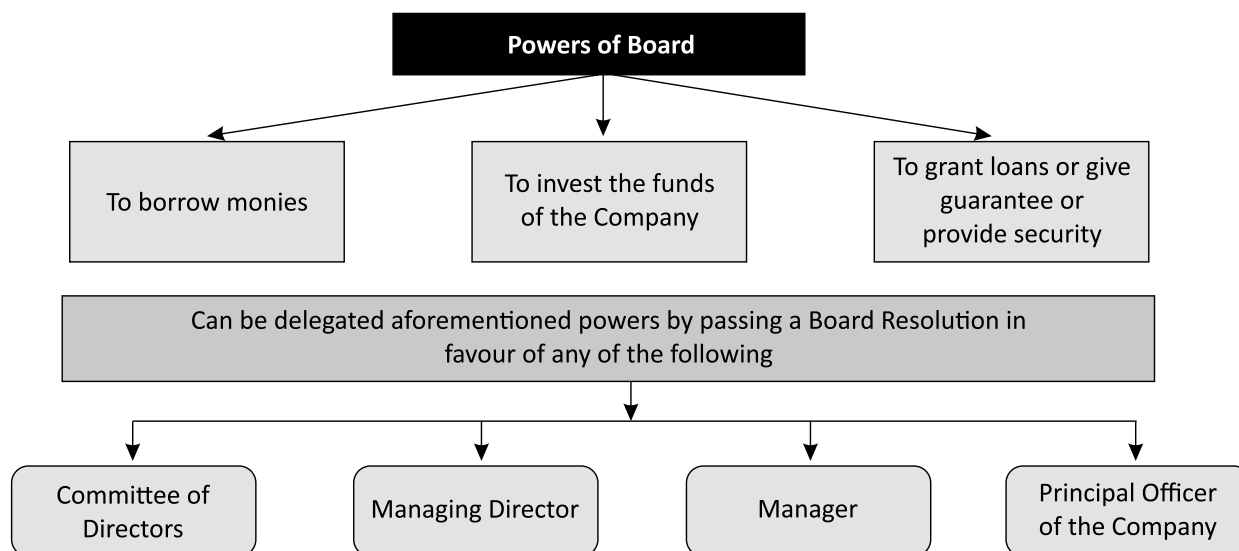 Powers of Board
To borrow monies
To invest the funds
of the Company
To grant loans or give
guarantee or
provide security
Can be delegated aforementioned powers by passing a Board Resolution in
favour of any of the following
Committee of
Directors
Managing Director
Manager
Principal Officer
of the Company